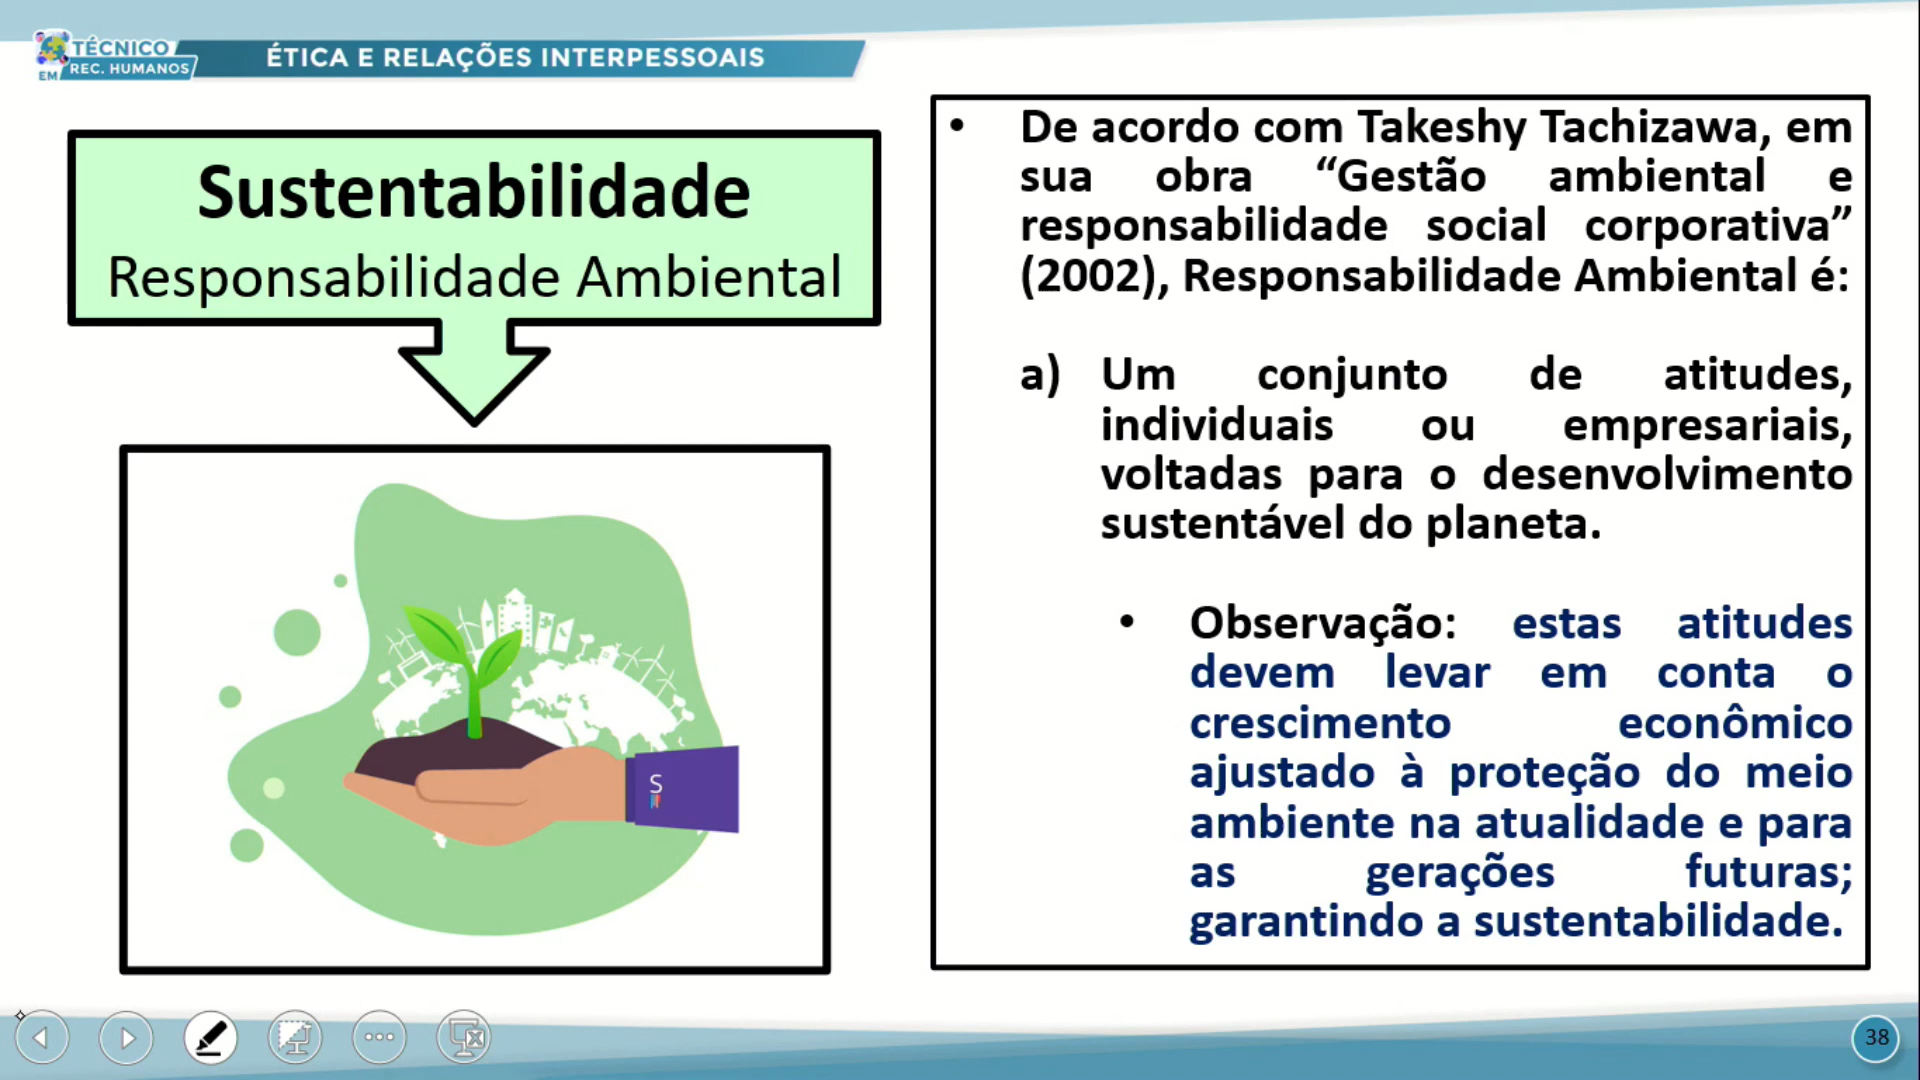 TÉCNICO
EM REC. HUMANOS
ÉTICA E RELAÇÕES INTERPESSOAIS
Sustentabilidade
Responsabilidade Ambiental
S
• De acordo com Takeshy Tachizawa, em
sua obra “Gestão ambiental e
responsabilidade social corporativa”
(2002), Responsabilidade Ambiental é:
a) Um conjunto de atitudes,
individuais ou empresariais,
voltadas para o desenvolvimento
sustentável do planeta.
• Observação: estas atitudes
devem levar em conta o
crescimento econômico
ajustado à proteção do meio
ambiente na atualidade e para
as gerações futuras;
garantindo a sustentabilidade.
38